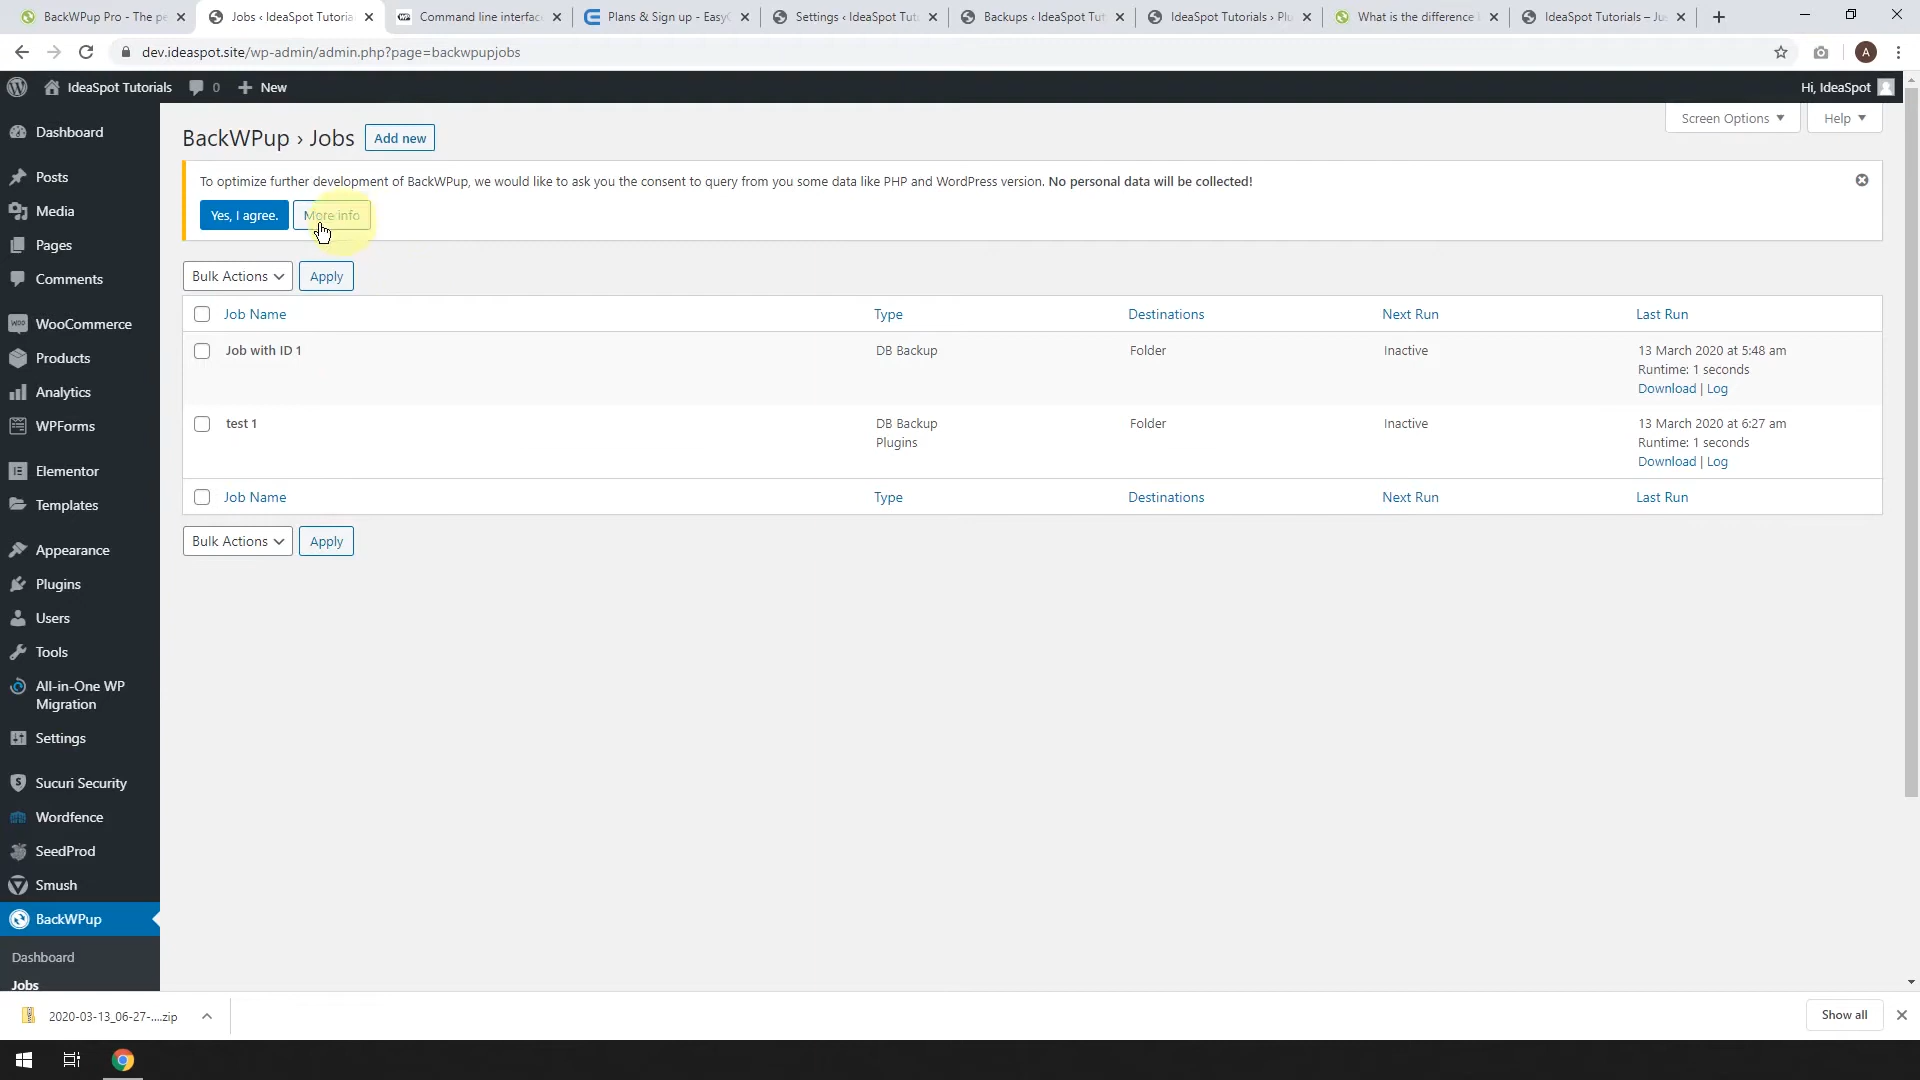 BackWPup Pro - The pe
Jobs ‹ IdeaSpot Tutoria
Command line interface
Plans & Sign up - EasyC
Settings ‹ IdeaSpot Tut
Backups ‹ IdeaSpot Tut
IdeaSpot Tutorials › Plu
What is the difference
IdeaSpot Tutorials – Jus
dev.ideaspot.site/wp-admin/admin.php?page=backwpupjobs
A
IdeaSpot Tutorials
0
New
Hi, IdeaSpot
Dashboard
Posts
Media
Pages
Comments
WooCommerce
Products
Analytics
WPForms
Elementor
Templates
Appearance
Plugins
Users
Tools
All-in-One WP
Migration
Settings
Sucuri Security
Wordfence
SeedProd
Smush
BackWPup
Dashboard
Jobs
BackWPup › Jobs
Add new
Screen Options
Help
To optimize further development of BackWPup, we would like to ask you the consent to query from you some data like PHP and WordPress version. No personal data will be collected!
Yes, I agree.
More info
Bulk Actions
Apply
Job Name Type Destinations Next Run Last Run
Job with ID 1 DB Backup Folder Inactive 13 March 2020 at 5:48 am
Runtime: 1 seconds
Download | Log
test 1 DB Backup Folder Inactive 13 March 2020 at 6:27 am
Plugins Runtime: 1 seconds
Download | Log
Job Name Type Destinations Next Run Last Run
Bulk Actions
Apply
2020-03-13_06-27-....zip
Show all